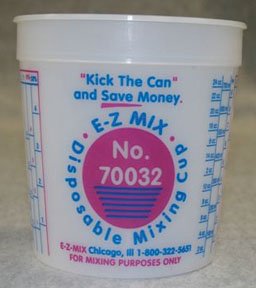 "Kick The Can"
and Save Money.
• E-Z MIX •
Disposable Mixing Cup
No.
70032
E-Z-MIX Chicago, Ill 1-800-322-5651
FOR MIXING PURPOSES ONLY